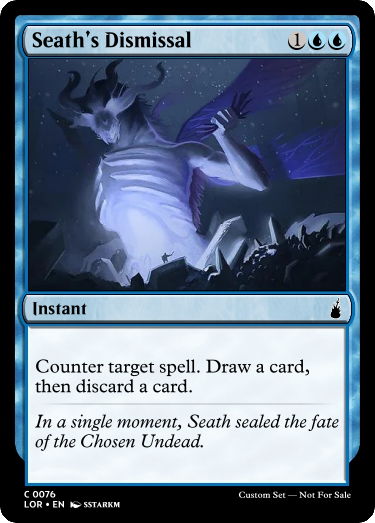 Seath's Dismissal 1
Instant
Counter target spell. Draw a card,
then discard a card.
In a single moment, Seath sealed the fate
of the Chosen Undead.
C 0076
LOR • EN SSTARKM
Custom Set — Not For Sale